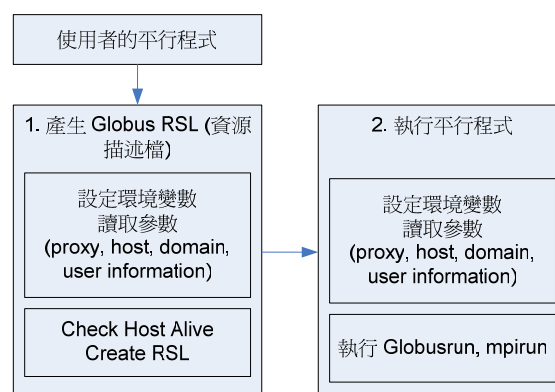 使用者的平行程式
1. 產生 Globus RSL (資源
描述檔)
設定環境變數
讀取參數
(proxy, host, domain,
user information)
Check Host Alive
Create RSL
2. 執行平行程式
設定環境變數
讀取參數
(proxy, host, domain,
user information)
執行 Globusrun, mpirun